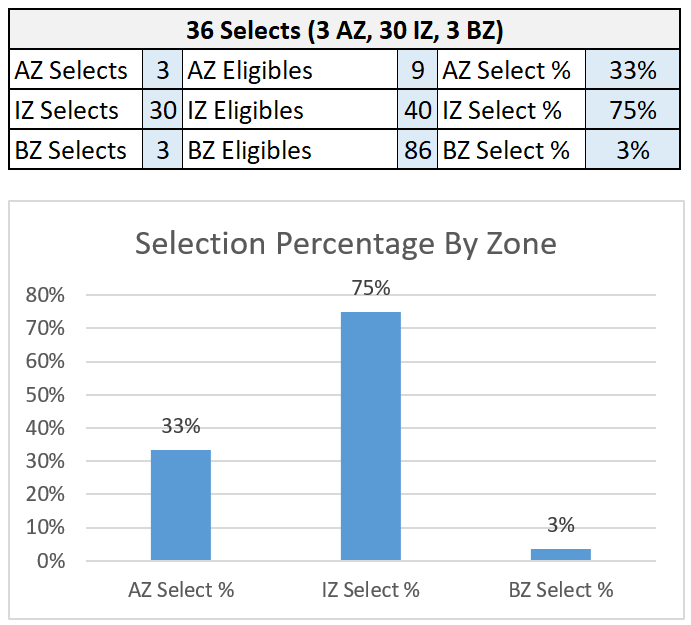 36 Selects (3 AZ, 30 IZ, 3 BZ)
AZ Selects 3 AZ Eligibles 9 AZ Select % 33%
IZ Selects 30 IZ Eligibles 40 IZ Select % 75%
BZ Selects 3 BZ Eligibles 86 BZ Select % 3%
Selection Percentage By Zone
80%
75%
70%
60%
50%
40%
33%
30%
20%
10%
3%
0%
AZ Select % IZ Select % BZ Select %